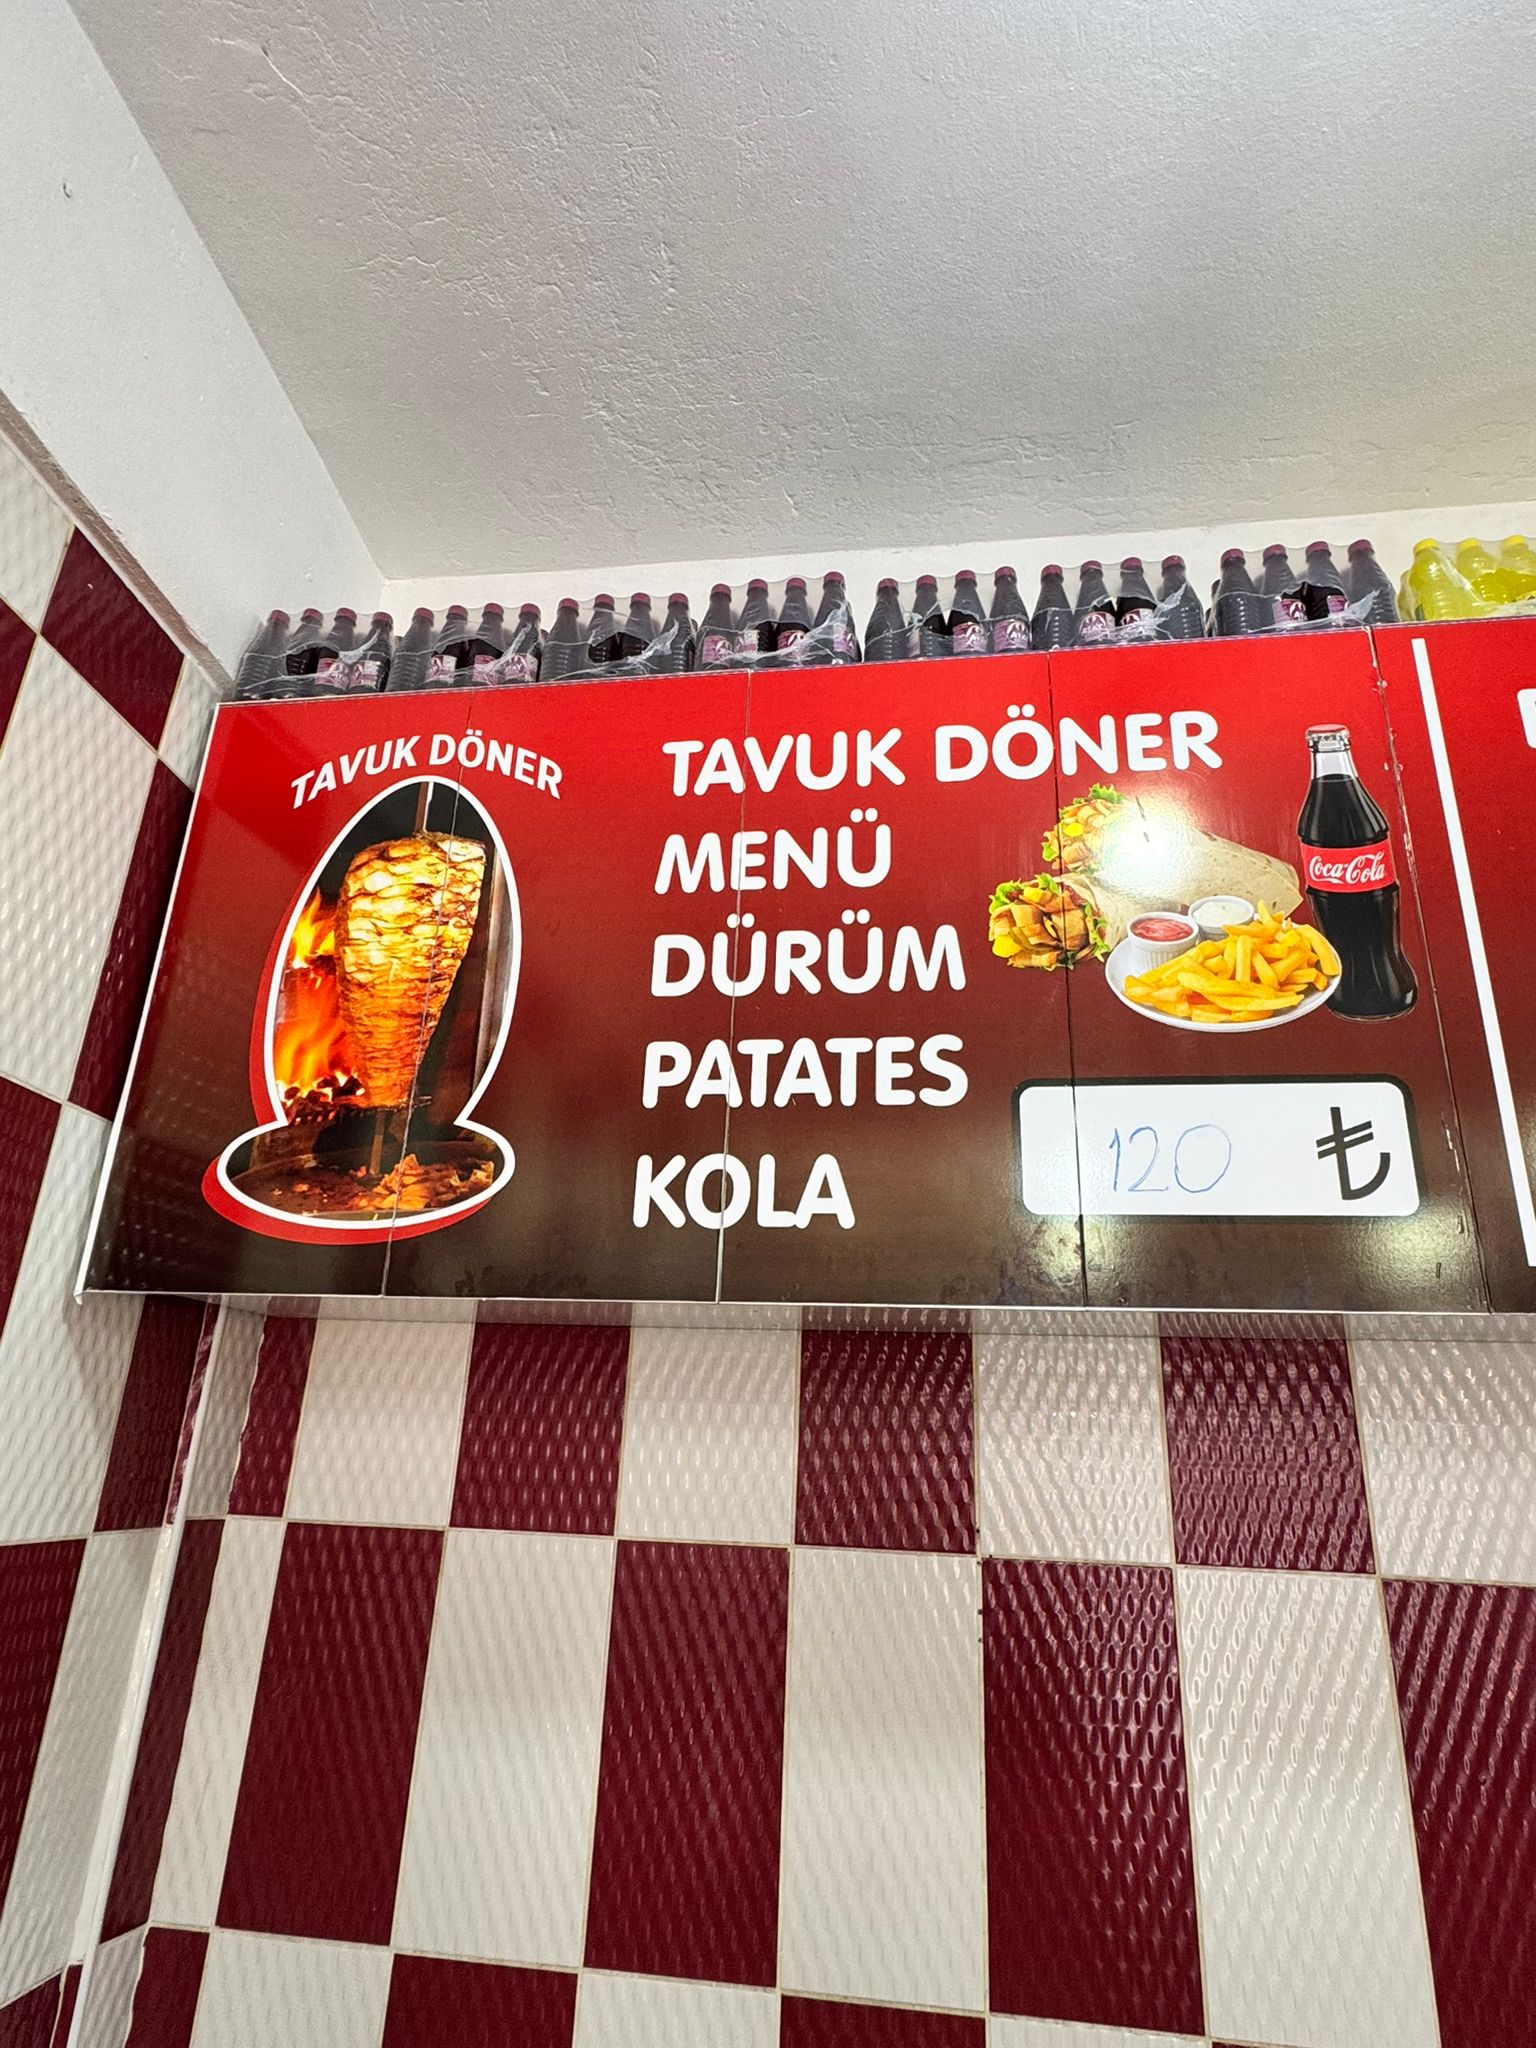 TAVUK DÖNER
TAVUK DÖNER
MENÜ
DÜRÜM
PATATES
KOLA
Coca-Cola
120 ₺